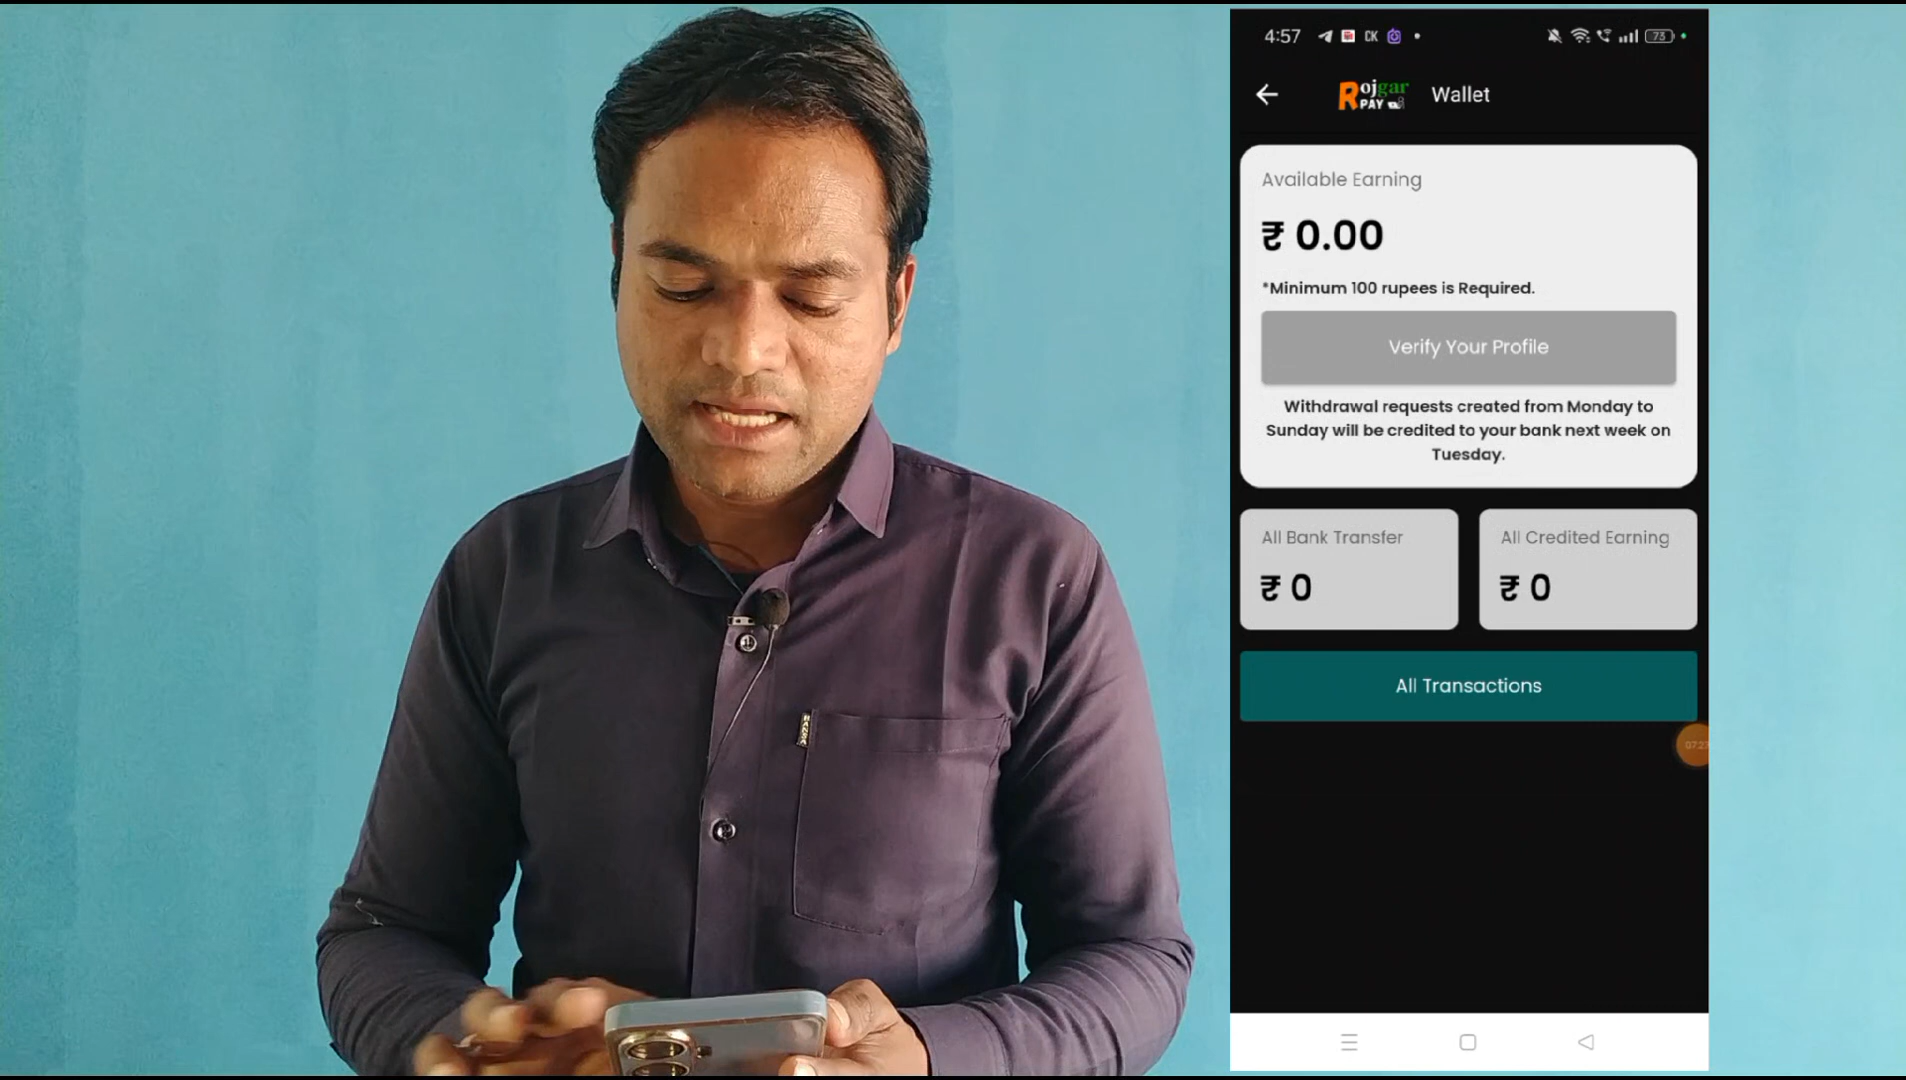 4:57 CK 73
Rojgar
PAY
Wallet
Available Earning
₹ 0.00
*Minimum 100 rupees is Required.
Verify Your Profile
Withdrawal requests created from Monday to
Sunday will be credited to your bank next week on
Tuesday.
All Bank Transfer
₹ 0
All Credited Earning
₹ 0
All Transactions